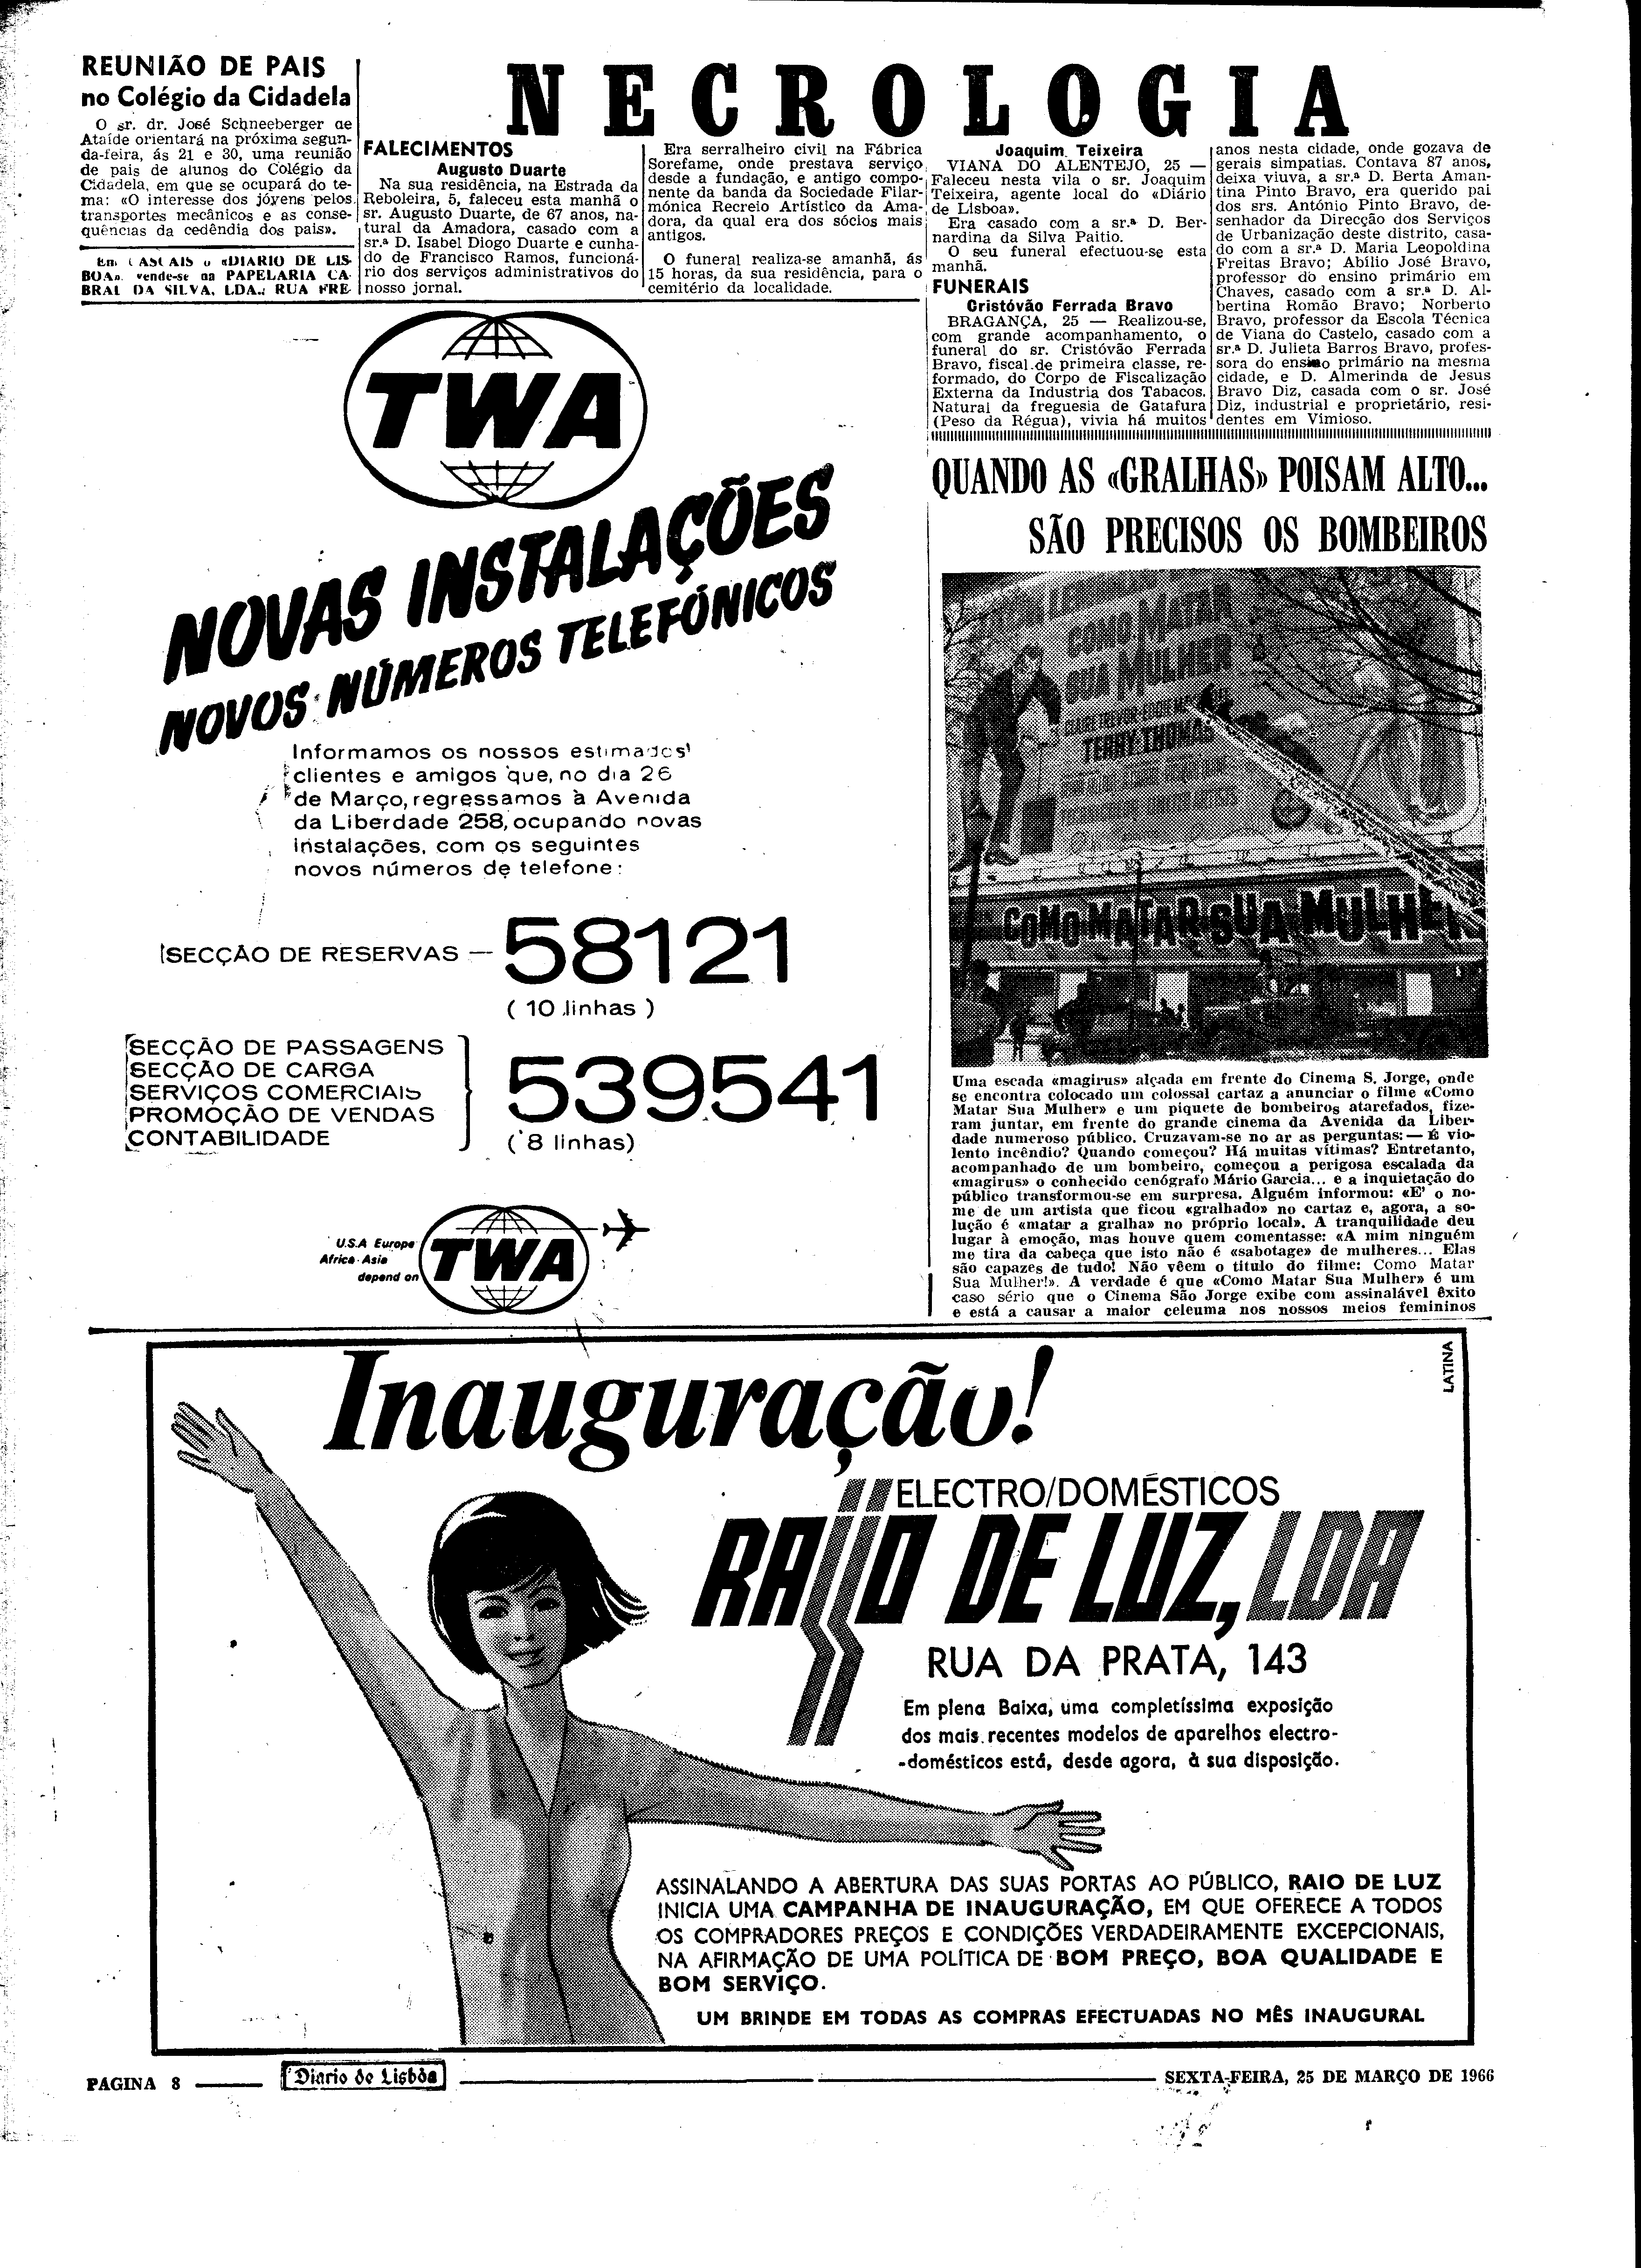 REUNIÃO DE PAIS
no Colégio da Cidadela
O sr. dr. José Schneeberger de
Ataíde orientará na próxima segun-
da-feira, ás 21 e 30, uma reunião
de pais de alunos do Colégio da
Cidadela, em que se ocupará do te-
ma: «O interesse dos jóvens pelos
transportes mecânicos e as conse-
quências da cedêndia dos pais».
Em CASCAIS o «DIARIO DE LIS
BOA» vende-se na PAPELARIA CA
BRAL DA SILVA, LDA.; RUA FRE
NECROLOGIA
FALECIMENTOS
Augusto Duarte
Na sua residência, na Estrada da
Reboleira, 5, faleceu esta manhã o
sr. Augusto Duarte, de 67 anos, na-
tural da Amadora, casado com a
sr.ª D. Isabel Diogo Duarte e cunha-
do de Francisco Ramos, funcioná-
rio dos serviços administrativos do
nosso jornal.
Era serralheiro civil na Fábrica
Sorefame, onde prestava serviço
desde a fundação, e antigo compo-
nente da banda da Sociedade Filar-
mónica Recreio Artístico da Ama-
dora, da qual era dos sócios mais
antigos.
O funeral realiza-se amanhã, ás
15 horas, da sua residência, para o
cemitério da localidade.
Joaquim Teixeira
VIANA DO ALENTEJO, 25 —
Faleceu nesta vila o sr. Joaquim
Teixeira, agente local do «Diário
de Lisboa».
Era casado com a sr.ª D. Ber-
nardina da Silva Paitio.
O seu funeral efectuou-se esta
manhã.
FUNERAIS
Cristóvão Ferrada Bravo
BRAGANÇA, 25 — Realizou-se,
com grande acompanhamento, o
funeral do sr. Cristóvão Ferrada
Bravo, fiscal de primeira classe, re-
formado, do Corpo de Fiscalização
Externa da Industria dos Tabacos.
Natural da freguesia de Gatafura
(Peso da Régua), vivia há muitos
anos nesta cidade, onde gozava de
gerais simpatias. Contava 87 anos,
deixa viuva, a sr.ª D. Berta Aman-
tina Pinto Bravo, era querido pai
dos srs. António Pinto Bravo, de-
senhador da Direcção dos Serviços
de Urbanização deste distrito, casa-
do com a sr.ª D. Maria Leopoldina
Freitas Bravo; Abílio José Bravo,
professor do ensino primário em
Chaves, casado com a sr.ª D. Al-
bertina Romão Bravo; Norberto
Bravo, professor da Escola Técnica
de Viana do Castelo, casado com a
sr.ª D. Julieta Barros Bravo, profes-
sora do ensino primário na mesma
cidade, e D. Almerinda de Jesus
Bravo Diz, casada com o sr. José
Diz, industrial e proprietário, resi-
dentes em Vimioso.
TWA
NOVAS INSTALAÇÕES
NOVOS NÚMEROS TELEFÓNICOS
Informamos os nossos estimados
clientes e amigos que, no dia 26
de Março, regressamos à Avenida
da Liberdade 258, ocupando novas
instalações, com os seguintes
novos números de telefone:
SECÇÃO DE RESERVAS — 58121
(10 linhas)
SECÇÃO DE PASSAGENS
SECÇÃO DE CARGA
SERVIÇOS COMERCIAIS
PROMOÇÃO DE VENDAS
CONTABILIDADE
539541
(8 linhas)
U.S.A Europe
Africa-Asia
depend on
TWA
QUANDO AS «GRALHAS» POISAM ALTO...
SÃO PRECISOS OS BOMBEIROS
COMO MATAR
SUA MULHER
TERRY-THOMAS
COMO MATAR SUA MULHER
Uma escada «magirus» alçada em frente do Cinema S. Jorge, onde
se encontra colocado um colossal cartaz a anunciar o filme «Como
Matar Sua Mulher» e um piquete de bombeiros atarefados, fize-
ram juntar, em frente do grande cinema da Avenida da Liber-
dade numeroso público. Cruzavam-se no ar as perguntas: — É vio-
lento incêndio? Quando começou? Há muitas vítimas? Entretanto,
acompanhado de um bombeiro, começou a perigosa escalada da
«magirus» o conhecido cenógrafo Mário Garcia... e a inquietação do
público transformou-se em surpresa. Alguém informou: «E' o no-
me de um artista que ficou «gralhado» no cartaz e, agora, a so-
lução é «matar a gralha» no próprio local». A tranquilidade deu
lugar à emoção, mas houve quem comentasse: «A mim ninguém
me tira da cabeça que isto não é «sabotage» de mulheres... Elas
são capazes de tudo! Não vêem o titulo do filme: Como Matar
Sua Mulher!». A verdade é que «Como Matar Sua Mulher» é um
caso sério que o Cinema São Jorge exibe com assinalável êxito
e está a causar a maior celeuma nos nossos meios femininos
Inauguração!
LATINA
ELECTRO/DOMÉSTICOS
RAIO DE LUZ, LDA
RUA DA PRATA, 143
Em plena Baixa, uma completíssima exposição
dos mais recentes modelos de aparelhos electro-
-domésticos está, desde agora, à sua disposição.
ASSINALANDO A ABERTURA DAS SUAS PORTAS AO PÚBLICO, RAIO DE LUZ
INICIA UMA CAMPANHA DE INAUGURAÇÃO, EM QUE OFERECE A TODOS
OS COMPRADORES PREÇOS E CONDIÇÕES VERDADEIRAMENTE EXCEPCIONAIS,
NA AFIRMAÇÃO DE UMA POLÍTICA DE BOM PREÇO, BOA QUALIDADE E
BOM SERVIÇO.
UM BRINDE EM TODAS AS COMPRAS EFECTUADAS NO MÊS INAUGURAL
PAGINA 8
Diario de Lisbôa
SEXTA-FEIRA, 25 DE MARÇO DE 1966